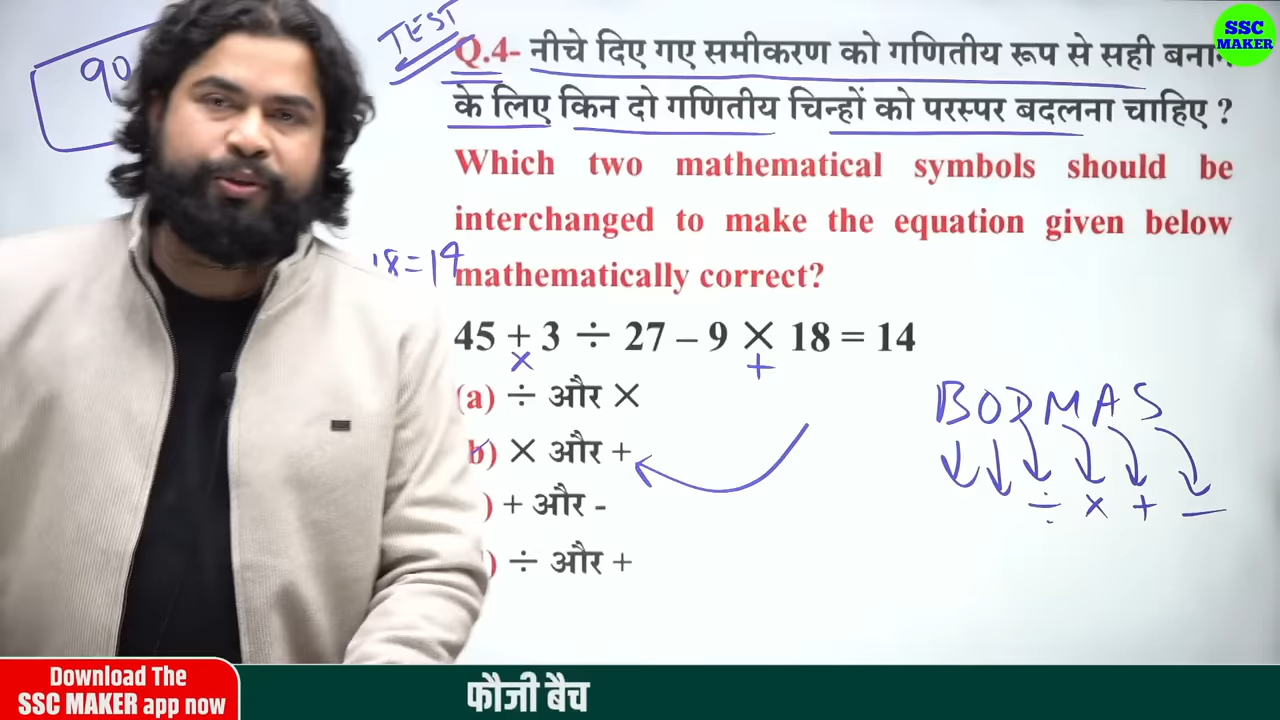 TEST
SSC
MAKER
90
Q.4- नीचे दिए गए समीकरण को गणितीय रूप से सही बनाने
के लिए किन दो गणितीय चिन्हों को परस्पर बदलना चाहिए ?
Which two mathematical symbols should be
interchanged to make the equation given below
mathematically correct?
18=14
45 + 3 ÷ 27 – 9 × 18 = 14
× +
(a) ÷ और ×
b) × और +
) + और -
) ÷ और +
BODMAS
÷ × + −
Download The
SSC MAKER app now
फौजी बैच